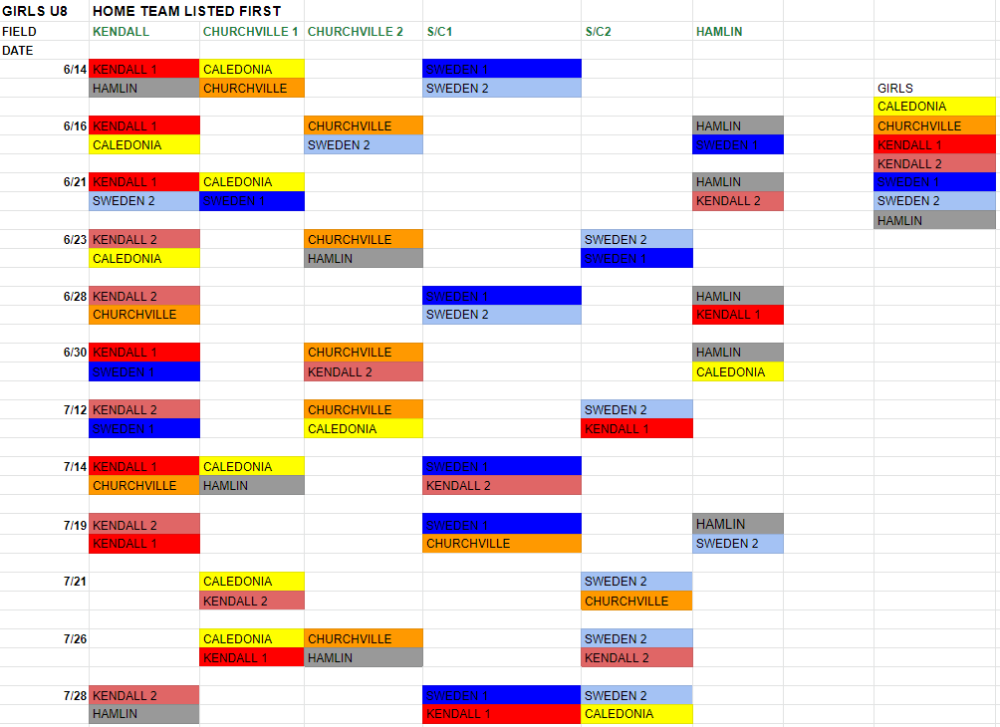 GIRLS U8 HOME TEAM LISTED FIRST
FIELD KENDALL CHURCHVILLE 1 CHURCHVILLE 2 S/C1 S/C2 HAMLIN
DATE
6/14 KENDALL 1 CALEDONIA SWEDEN 1
HAMLIN CHURCHVILLE SWEDEN 2 GIRLS
CALEDONIA
6/16 KENDALL 1 CHURCHVILLE HAMLIN CHURCHVILLE
CALEDONIA SWEDEN 2 SWEDEN 1 KENDALL 1
KENDALL 2
6/21 KENDALL 1 CALEDONIA HAMLIN SWEDEN 1
SWEDEN 2 SWEDEN 1 KENDALL 2 SWEDEN 2
HAMLIN
6/23 KENDALL 2 CHURCHVILLE SWEDEN 2
CALEDONIA HAMLIN SWEDEN 1
6/28 KENDALL 2 SWEDEN 1 HAMLIN
CHURCHVILLE SWEDEN 2 KENDALL 1
6/30 KENDALL 1 CHURCHVILLE HAMLIN
SWEDEN 1 KENDALL 2 CALEDONIA
7/12 KENDALL 2 CHURCHVILLE SWEDEN 2
SWEDEN 1 CALEDONIA KENDALL 1
7/14 KENDALL 1 CALEDONIA SWEDEN 1
CHURCHVILLE HAMLIN KENDALL 2
7/19 KENDALL 2 SWEDEN 1 HAMLIN
KENDALL 1 CHURCHVILLE SWEDEN 2
7/21 CALEDONIA SWEDEN 2
KENDALL 2 CHURCHVILLE
7/26 CALEDONIA CHURCHVILLE SWEDEN 2
KENDALL 1 HAMLIN KENDALL 2
7/28 KENDALL 2 SWEDEN 1 SWEDEN 2
HAMLIN KENDALL 1 CALEDONIA